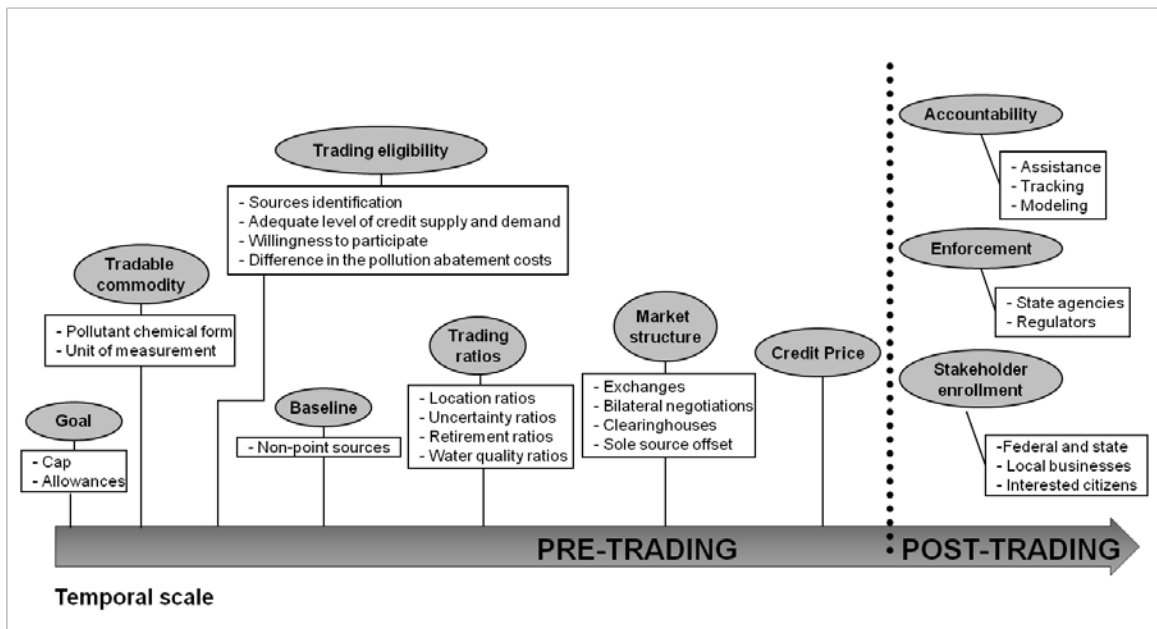 Goal
- Cap
- Allowances
Tradable
commodity
- Pollutant chemical form
- Unit of measurement
Trading eligibility
- Sources identification
- Adequate level of credit supply and demand
- Willingness to participate
- Difference in the pollution abatement costs
Baseline
- Non-point sources
Trading
ratios
- Location ratios
- Uncertainty ratios
- Retirement ratios
- Water quality ratios
Market
structure
- Exchanges
- Bilateral negotiations
- Clearinghouses
- Sole source offset
Credit Price
Accountability
- Assistance
- Tracking
- Modeling
Enforcement
- State agencies
- Regulators
Stakeholder
enrollment
-Federal and state
- Local businesses
- Interested citizens
PRE-TRADING
POST-TRADING
Temporal scale